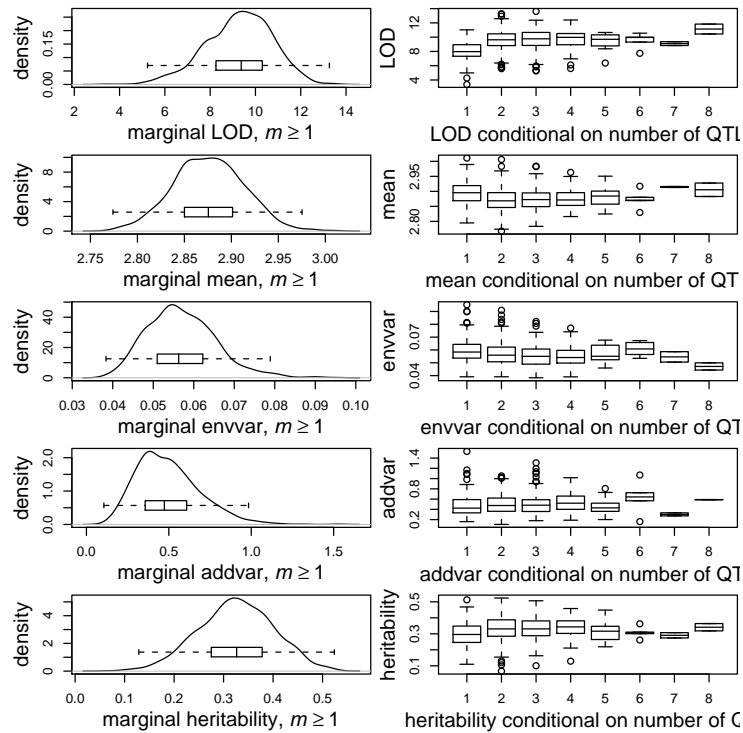 density
0.00 0.15
2 4 6 8 10 12 14
marginal LOD, m ≥ 1
LOD
4 8 12
1 2 3 4 5 6 7 8
LOD conditional on number of QTL
density
0 4 8
2.75 2.80 2.85 2.90 2.95 3.00
marginal mean, m ≥ 1
mean
2.80 2.95
1 2 3 4 5 6 7 8
mean conditional on number of QT
density
0 20 40
0.03 0.04 0.05 0.06 0.07 0.08 0.09 0.10
marginal envvar, m ≥ 1
envvar
0.04 0.07
1 2 3 4 5 6 7 8
envvar conditional on number of QT
density
0.0 1.0 2.0
0.0 0.5 1.0 1.5
marginal addvar, m ≥ 1
addvar
0.2 0.8 1.4
1 2 3 4 5 6 7 8
addvar conditional on number of QT
density
0 2 4
0.0 0.1 0.2 0.3 0.4 0.5
marginal heritability, m ≥ 1
heritability
0.1 0.3 0.5
1 2 3 4 5 6 7 8
heritability conditional on number of Q